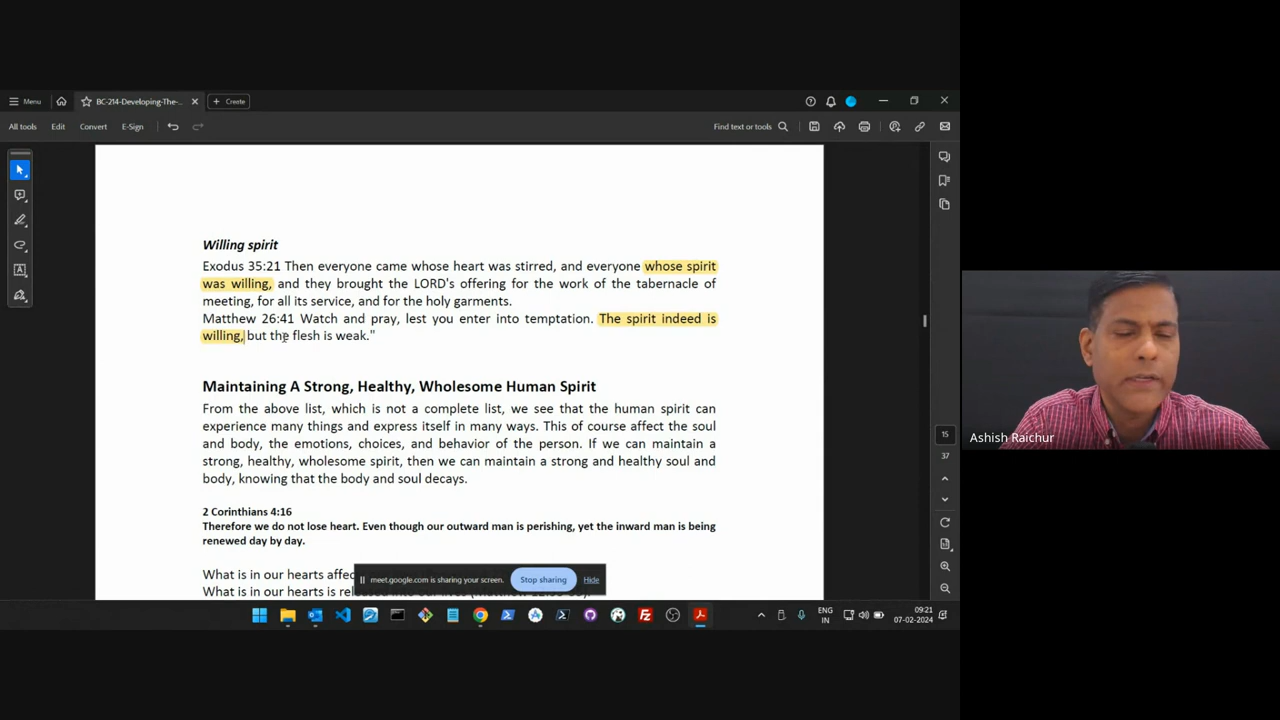 Menu
BC-214-Developing-The-...
Create
All tools
Edit
Convert
E-Sign
Find text or tools
Willing spirit
Exodus 35:21 Then everyone came whose heart was stirred, and everyone whose spirit
was willing, and they brought the LORD's offering for the work of the tabernacle of
meeting, for all its service, and for the holy garments.
Matthew 26:41 Watch and pray, lest you enter into temptation. The spirit indeed is
willing, but the flesh is weak."
Maintaining A Strong, Healthy, Wholesome Human Spirit
From the above list, which is not a complete list, we see that the human spirit can
experience many things and express itself in many ways. This of course affect the soul
and body, the emotions, choices, and behavior of the person. If we can maintain a
strong, healthy, wholesome spirit, then we can maintain a strong and healthy soul and
body, knowing that the body and soul decays.
2 Corinthians 4:16
Therefore we do not lose heart. Even though our outward man is perishing, yet the inward man is being
renewed day by day.
What is in our hearts
What is in our hearts is
meet.google.com is sharing your screen.
Stop sharing
Hide
15
37
Ashish Raichur
ENG
IN
09:21
07-02-2024